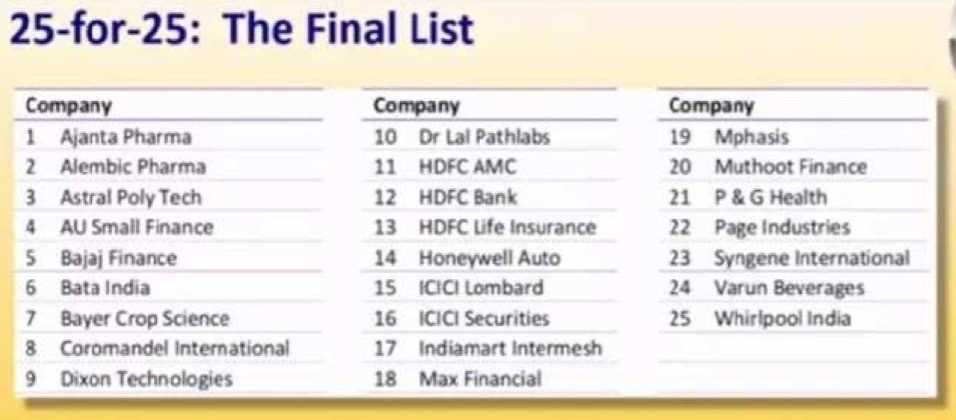 25-for-25: The Final List
Company
1 Ajanta Pharma
2 Alembic Pharma
3 Astral Poly Tech
4 AU Small Finance
5 Bajaj Finance
6 Bata India
7 Bayer Crop Science
8 Coromandel International
9 Dixon Technologies
Company
10 Dr Lal Pathlabs
11 HDFC AMC
12 HDFC Bank
13 HDFC Life Insurance
14 Honeywell Auto
15 ICICI Lombard
16 ICICI Securities
17 Indiamart Intermesh
18 Max Financial
Company
19 Mphasis
20 Muthoot Finance
21 P & G Health
22 Page Industries
23 Syngene International
24 Varun Beverages
25 Whirlpool India